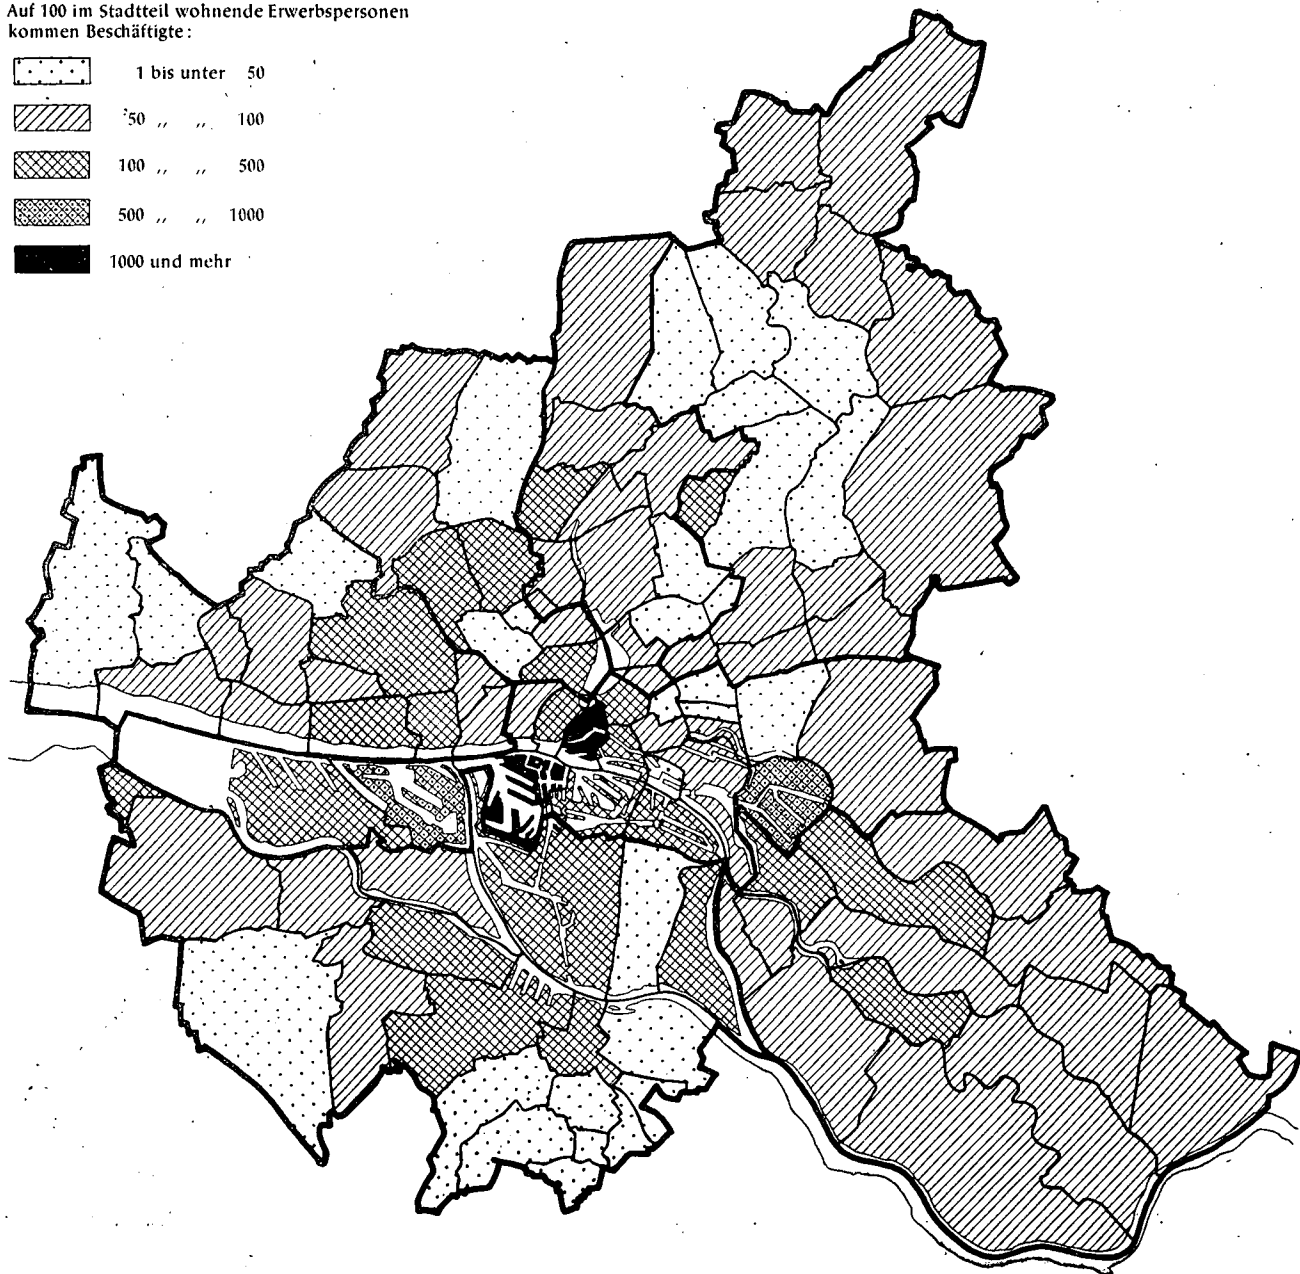 Auf 100 im Stadtteil wohnende Erwerbspersonen
kommen Beschäftigte:
1 bis unter 50
50 ,, ,, 100
100 ,, ,, 500
500 ,, ,, 1000
1000 und mehr